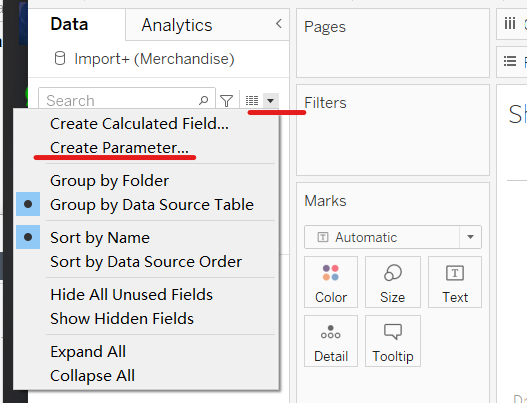 Data
Analytics
Import+ (Merchandise)
Search
Create Calculated Field...
Create Parameter...
Group by Folder
Group by Data Source Table
Sort by Name
Sort by Data Source Order
Hide All Unused Fields
Show Hidden Fields
Expand All
Collapse All
Pages
Filters
Marks
Automatic
Color
Size
Text
Detail
Tooltip
Sh